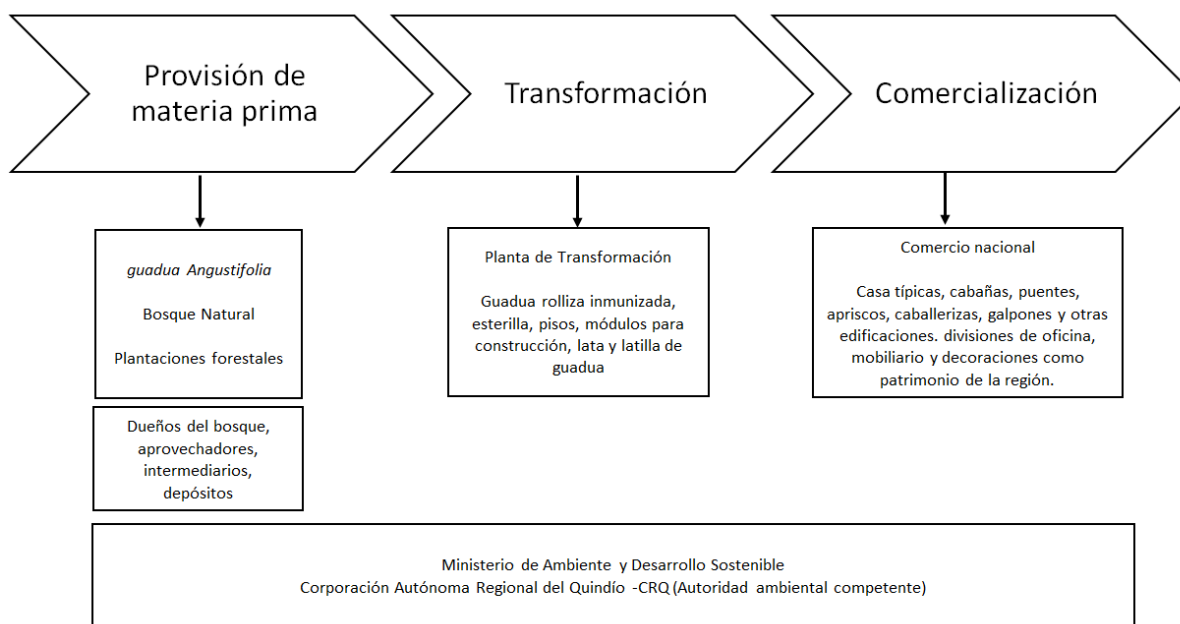 Provisión de
materia prima
Transformación
Comercialización
guadua Angustifolia
Bosque Natural
Plantaciones forestales
Dueños del bosque,
aprovechadores,
intermediarios,
depósitos
Planta de Transformación
Guadua rolliza inmunizada,
esterilla, pisos, módulos para
construcción, lata y latilla de
guadua
Comercio nacional
Casa típicas, cabañas, puentes,
apriscos, caballerizas, galpones y otras
edificaciones. divisiones de oficina,
mobiliario y decoraciones como
patrimonio de la región.
Ministerio de Ambiente y Desarrollo Sostenible
Corporación Autónoma Regional del Quindío -CRQ (Autoridad ambiental competente)